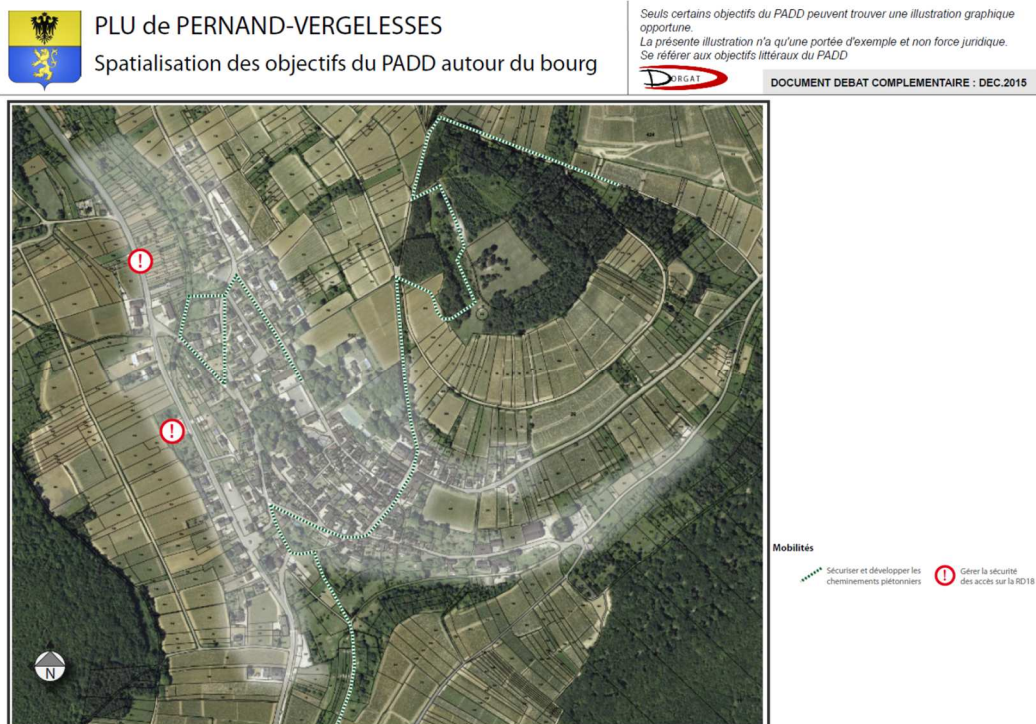 PLU de PERNAND-VERGELESSES
Spatialisation des objectifs du PADD autour du bourg
Seuls certains objectifs du PADD peuvent trouver une illustration graphique
opportune.
La présente illustration n'a qu'une portée d'exemple et non force juridique.
Se référer aux objectifs littéraux du PADD
DORGAT
DOCUMENT DEBAT COMPLEMENTAIRE : DEC.2015
!
!
N
Mobilités
Sécuriser et développer les
cheminements piétonniers
!
Gérer la sécurité
des accès sur la RD18